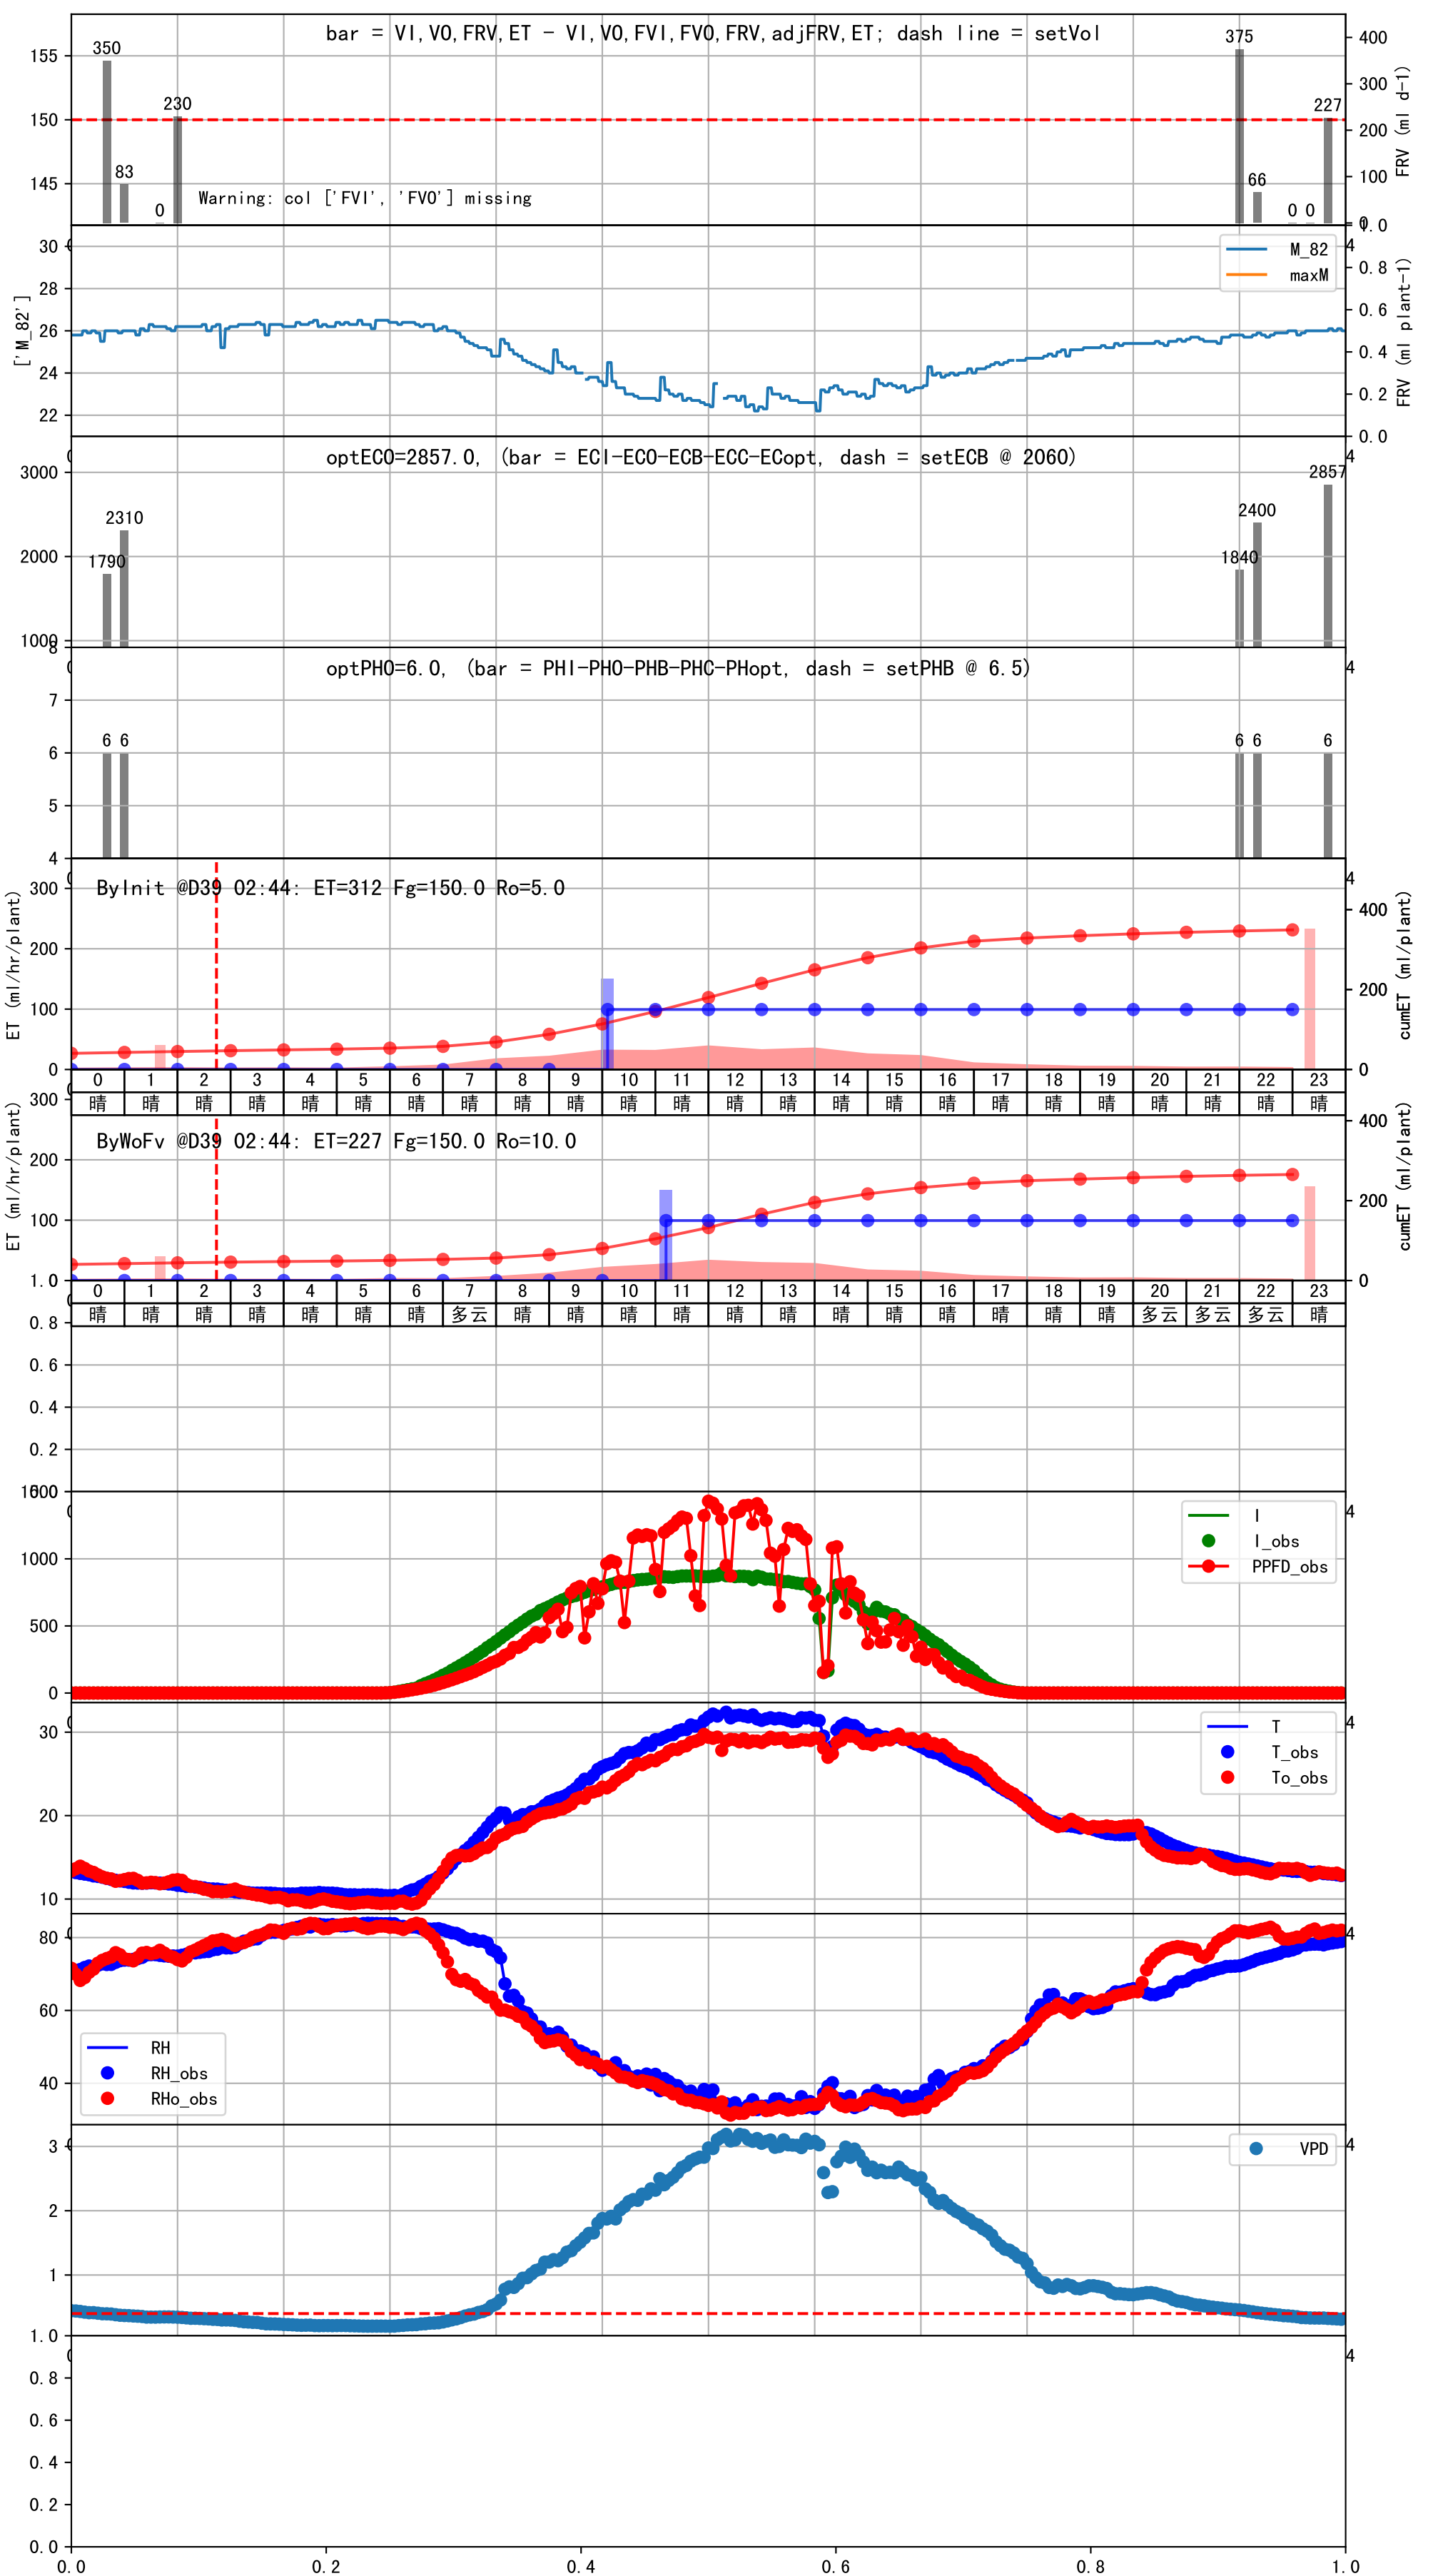 bar = VI,VO,FRV,ET - VI,VO,FVI,FVO,FRV,adjFRV,ET; dash line = setVol
350
83
0
230
375
66
0
0
227
Warning: col ['FVI', 'FVO'] missing
155
150
145
400
300
200
100
0
FRV (ml d-1)
1.0
0.8
0.6
0.4
0.2
0.0
FRV (ml plant-1)
30
28
26
24
22
['M_82']
M_82
maxM
optECO=2857.0, (bar = ECI-ECO-ECB-ECC-ECopt, dash = setECB @ 2060)
3000
2000
1000
1790
2310
1840
2400
2857
optPHO=6.0, (bar = PHI-PHO-PHB-PHC-PHopt, dash = setPHB @ 6.5)
8
7
6
5
4
6 6
6 6
6
ByInit @D39 02:44: ET=312 Fg=150.0 Ro=5.0
300
200
100
0
ET (ml/hr/plant)
400
200
0
cumET (ml/plant)
0 1 2 3 4 5 6 7 8 9 10 11 12 13 14 15 16 17 18 19 20 21 22 23
晴 晴 晴 晴 晴 晴 晴 晴 晴 晴 晴 晴 晴 晴 晴 晴 晴 晴 晴 晴 晴 晴 晴 晴
ByWoFv @D39 02:44: ET=227 Fg=150.0 Ro=10.0
300
200
100
ET (ml/hr/plant)
400
200
0
cumET (ml/plant)
0 1 2 3 4 5 6 7 8 9 10 11 12 13 14 15 16 17 18 19 20 21 22 23
晴 晴 晴 晴 晴 晴 晴 多云 晴 晴 晴 晴 晴 晴 晴 晴 晴 晴 晴 晴 多云 多云 多云 晴
1.0
0.8
0.6
0.4
0.2
1000
500
0
I
I_obs
PPFD_obs
30
20
10
T
T_obs
To_obs
80
60
40
RH
RH_obs
RHo_obs
3
2
1
VPD
1.0
0.8
0.6
0.4
0.2
0.0
0.0 0.2 0.4 0.6 0.8 1.0